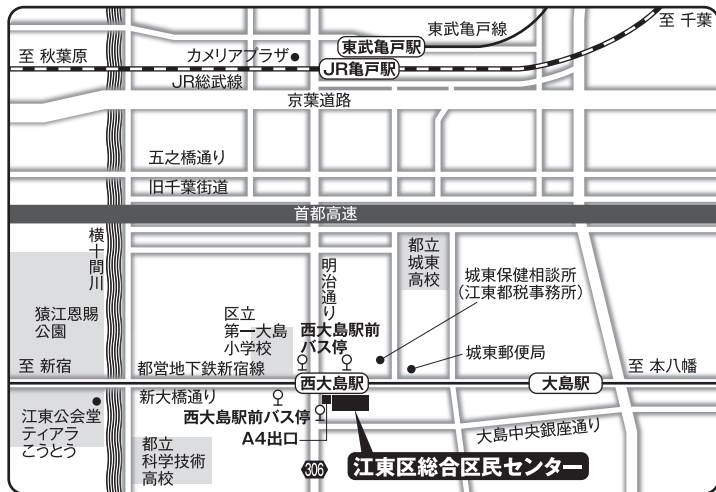 東武亀戸線
至 千葉
至 秋葉原
カメリアプラザ
東武亀戸駅
JR亀戸駅
JR総武線
京葉道路
五之橋通り
旧千葉街道
首都高速
横十間川
明治通り
都立
城東
高校
城東保健相談所
(江東都税事務所)
猿江恩賜
公園
区立
第一大島
小学校
西大島駅前
バス停
城東郵便局
至 新宿
都営地下鉄新宿線
西大島駅
大島駅
至 本八幡
新大橋通り
江東公会堂
ティアラ
こうとう
西大島駅前バス停
A4出口
大島中央銀座通り
都立
科学技術
高校
306
江東区総合区民センター